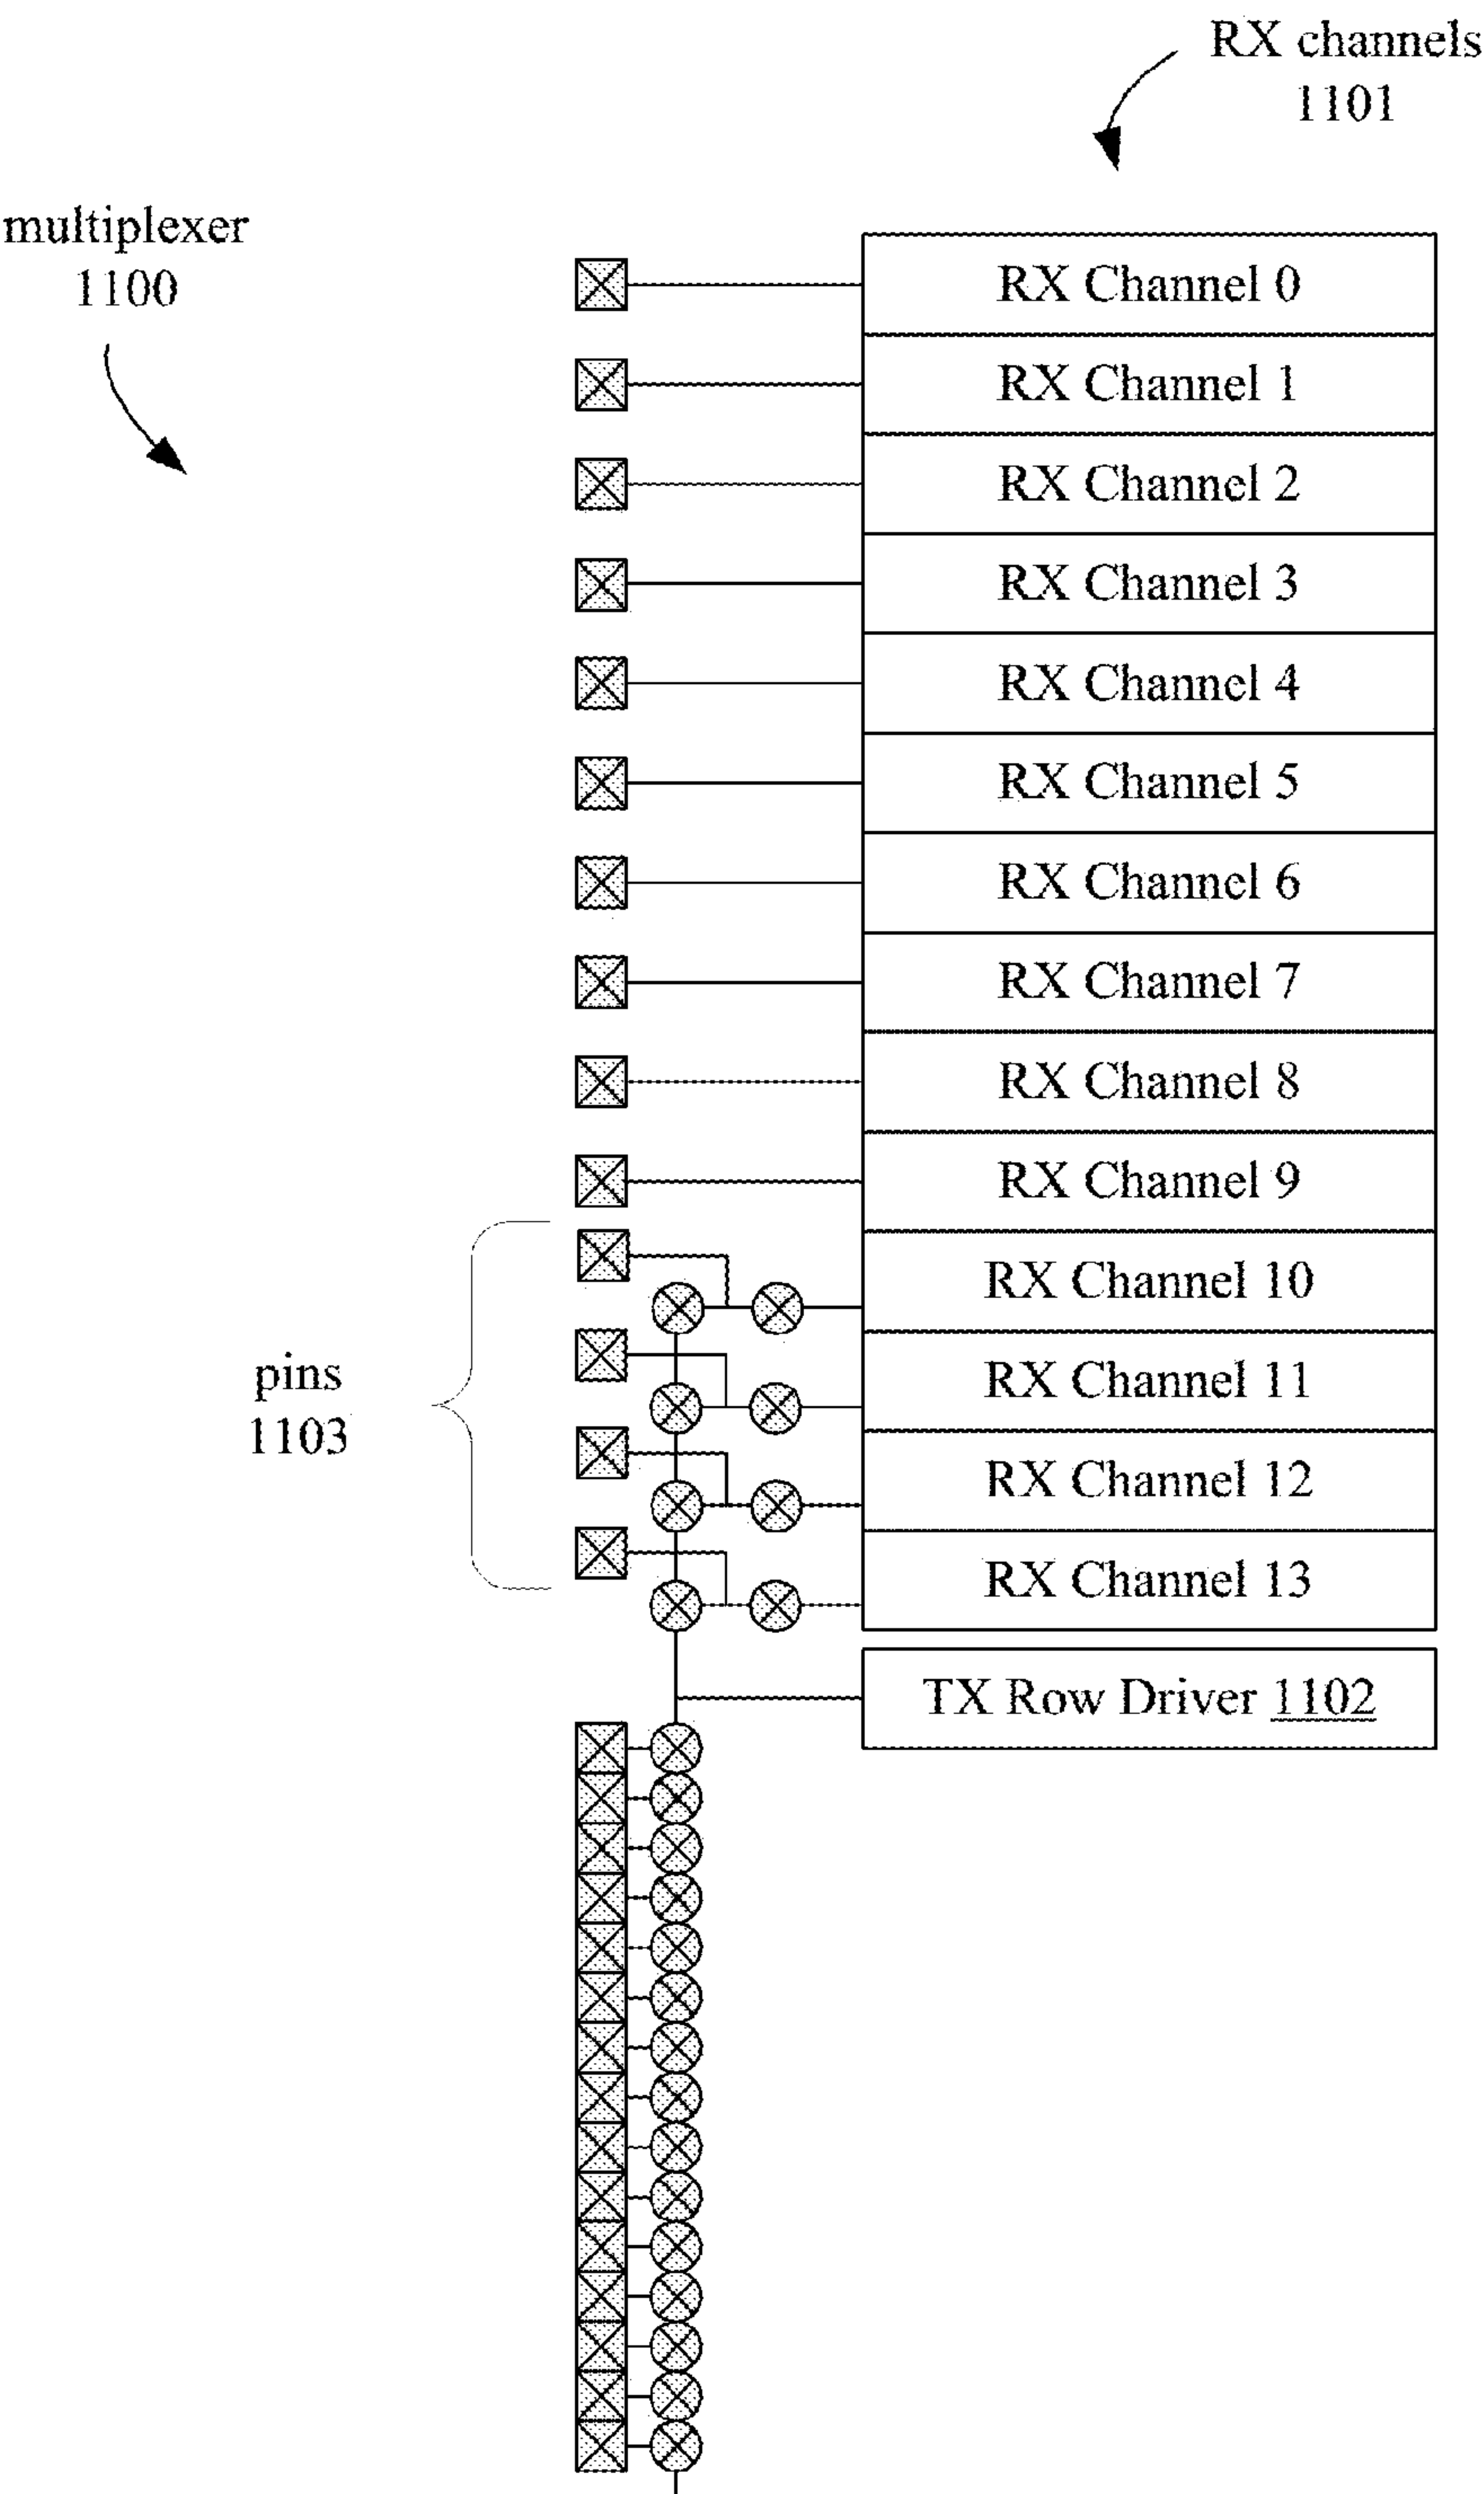 RX channels
1101
multiplexer
1100
RX Channel 0
RX Channel 1
RX Channel 2
RX Channel 3
RX Channel 4
RX Channel 5
RX Channel 6
RX Channel 7
RX Channel 8
RX Channel 9
RX Channel 10
RX Channel 11
pins
1103
RX Channel 12
RX Channel 13
TX Row Driver 1102